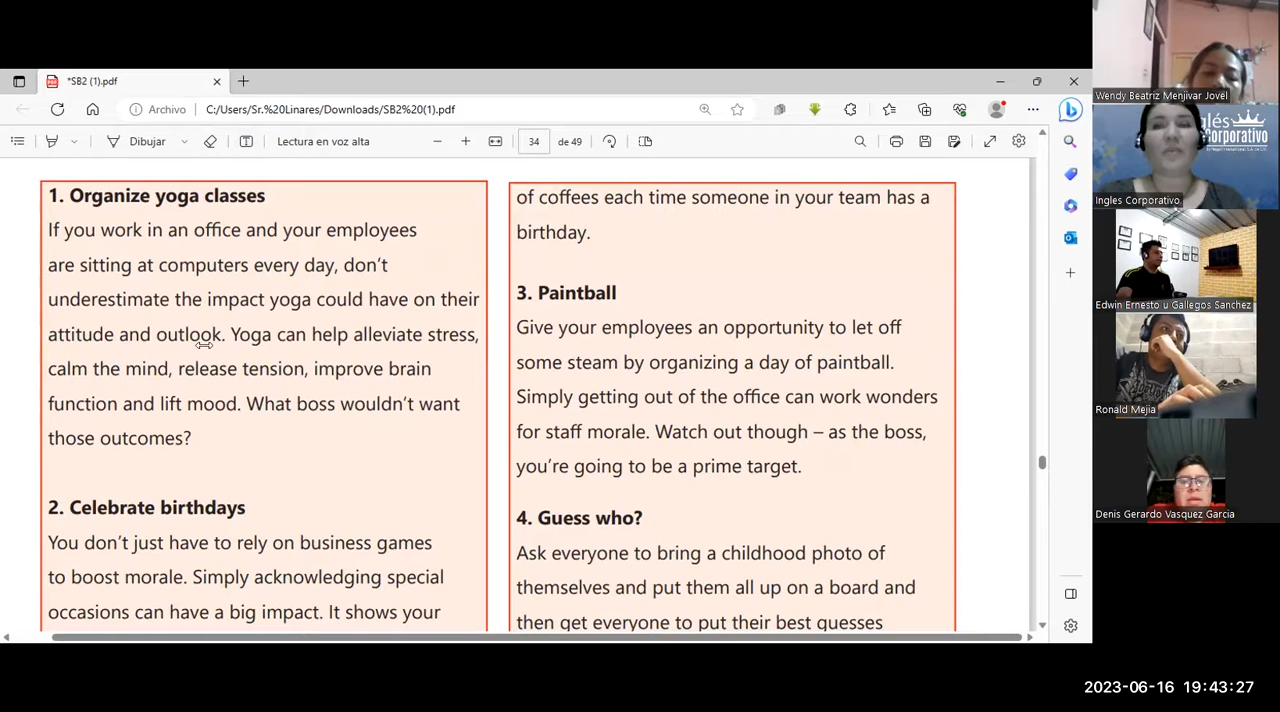 *SB2 (1).pdf
Archivo
C:/Users/Sr.%20Linares/Downloads/SB2%20(1).pdf
Dibujar
Lectura en voz alta
34
de 49
1. Organize yoga classes
If you work in an office and your employees
are sitting at computers every day, don't
underestimate the impact yoga could have on their
attitude and outlook. Yoga can help alleviate stress,
calm the mind, release tension, improve brain
function and lift mood. What boss wouldn't want
those outcomes?
2. Celebrate birthdays
You don't just have to rely on business games
to boost morale. Simply acknowledging special
occasions can have a big impact. It shows your
of coffees each time someone in your team has a
birthday.
3. Paintball
Give your employees an opportunity to let off
some steam by organizing a day of paintball.
Simply getting out of the office can work wonders
for staff morale. Watch out though – as the boss,
you're going to be a prime target.
4. Guess who?
Ask everyone to bring a childhood photo of
themselves and put them all up on a board and
then get everyone to put their best guesses
Wendy Beatriz Menjivar Jovel
Ingles Corporativo
Edwin Ernesto u Gallegos Sanchez
Ronald Mejia
Denis Gerardo Vasquez Garcia
2023-06-16 19:43:27